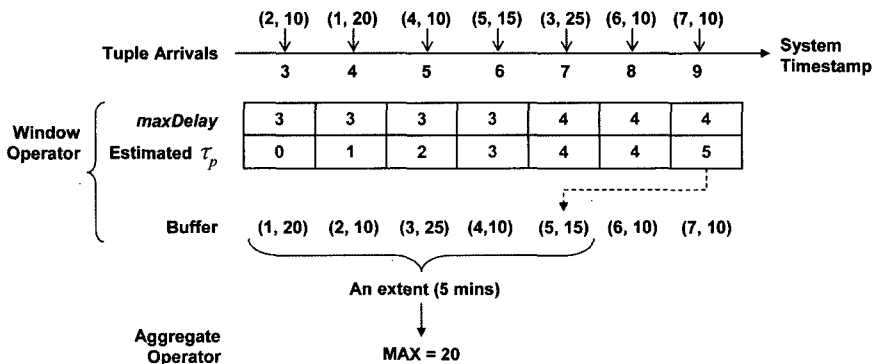 (2, 10) (1, 20) (4, 10) (5, 15) (3, 25) (6, 10) (7, 10)
Tuple Arrivals
System
Timestamp
3 4 5 6 7 8 9
Window
Operator
maxDelay 3 3 3 3 4 4 4
Estimated τp 0 1 2 3 4 4 5
Buffer (1, 20) (2, 10) (3, 25) (4,10) (5, 15) (6, 10) (7, 10)
An extent (5 mins)
Aggregate
Operator
MAX = 20